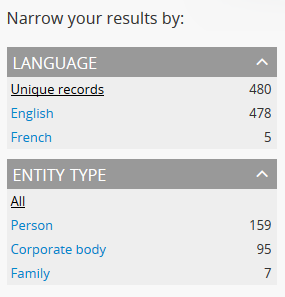 Narrow your results by:
LANGUAGE
Unique records 480
English 478
French 5
ENTITY TYPE
All
Person 159
Corporate body 95
Family 7